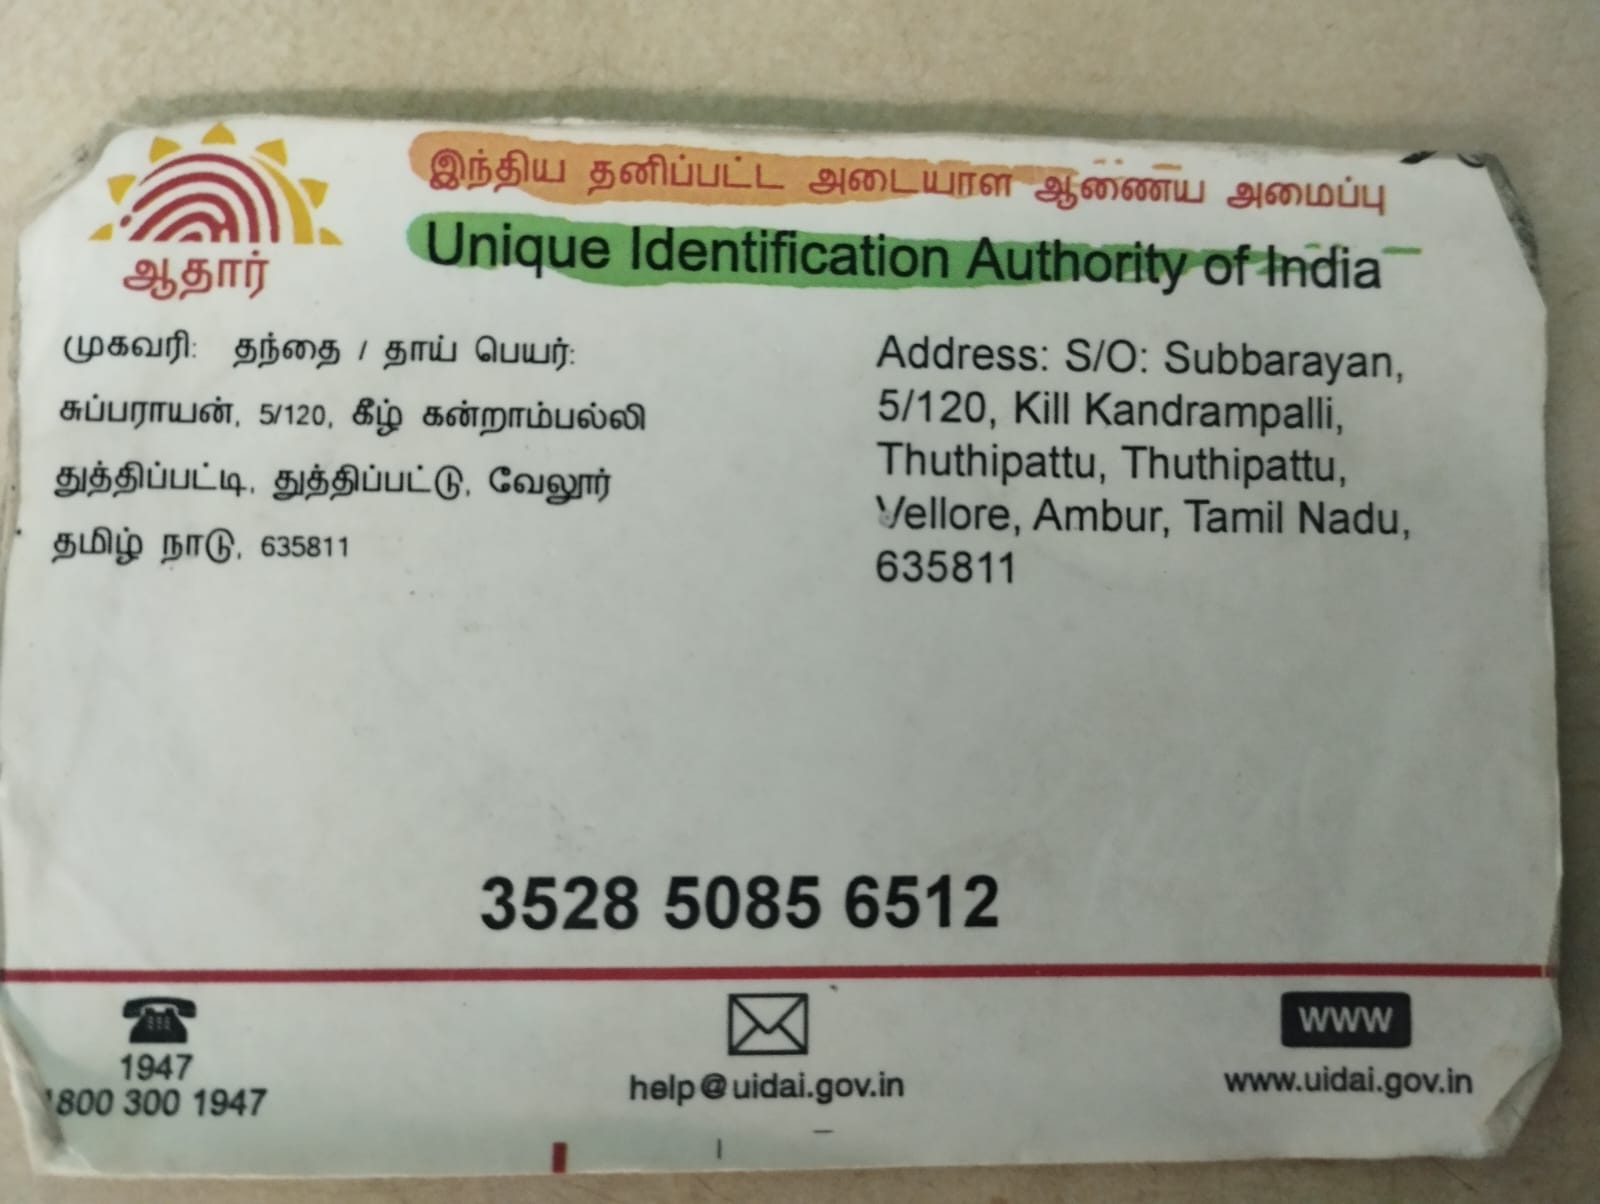 ஆதார்
இந்திய தனிப்பட்ட அடையாள ஆணைய அமைப்பு
Unique Identification Authority of India
முகவரி: தந்தை / தாய் பெயர்:
சுப்பராயன், 5/120, கீழ் கன்றாம்பல்லி
துத்திப்பட்டி, துத்திப்பட்டு, வேலூர்
தமிழ் நாடு, 635811
Address: S/O: Subbarayan,
5/120, Kill Kandrampalli,
Thuthipattu, Thuthipattu,
Vellore, Ambur, Tamil Nadu,
635811
3528 5085 6512
1947
1800 300 1947
help@uidai.gov.in
www
www.uidai.gov.in